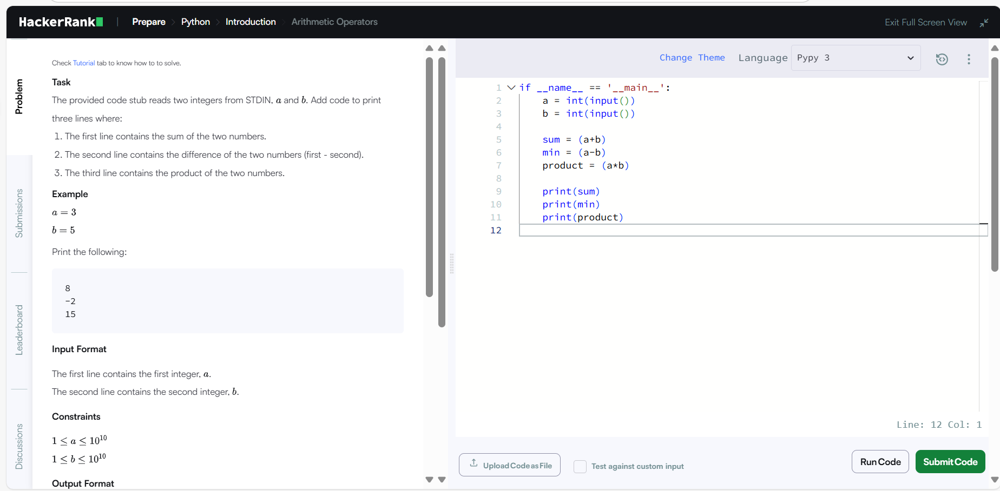 HackerRank | Prepare > Python > Introduction > Arithmetic Operators
Exit Full Screen View
Problem
Submissions
Leaderboard
Discussions
Check Tutorial tab to know how to to solve.
Task
The provided code stub reads two integers from STDIN, a and b. Add code to print
three lines where:
1. The first line contains the sum of the two numbers.
2. The second line contains the difference of the two numbers (first - second).
3. The third line contains the product of the two numbers.
Example
a = 3
b = 5
Print the following:
8
-2
15
Input Format
The first line contains the first integer, a.
The second line contains the second integer, b.
Constraints
1 ≤ a ≤ 10^10
1 ≤ b ≤ 10^10
Output Format
Change Theme Language Pypy 3
1 if __name__ == '__main__':
2     a = int(input())
3     b = int(input())
4
5     sum = (a+b)
6     min = (a-b)
7     product = (a*b)
8
9     print(sum)
10     print(min)
11     print(product)
12
Line: 12 Col: 1
Upload Code as File
Test against custom input
Run Code
Submit Code